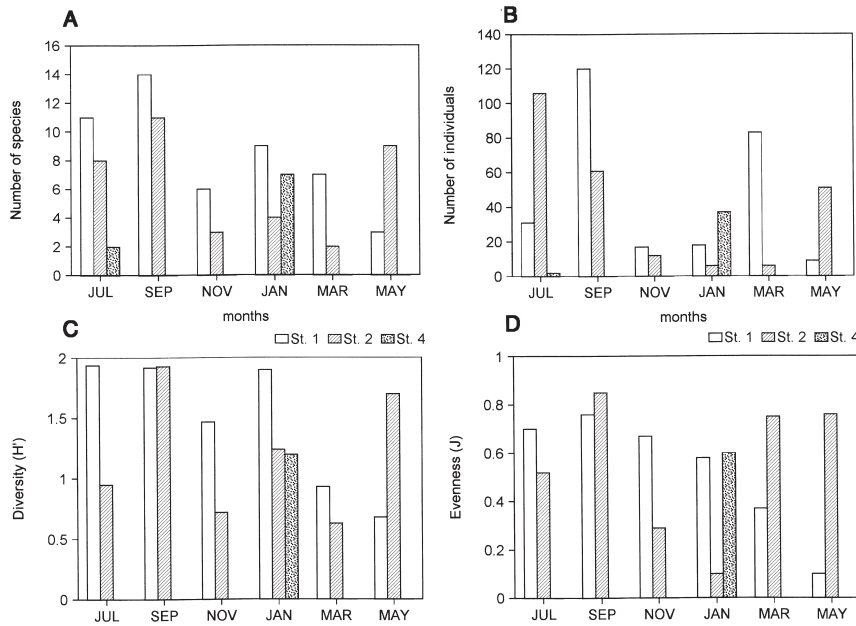 A
Number of species
16
14
12
10
8
6
4
2
0
JUL SEP NOV JAN MAR MAY
months
B
Number of individuals
140
120
100
80
60
40
20
0
JUL SEP NOV JAN MAR MAY
months
C
St. 1 St. 2 St. 4
Diversity (H')
2
1.5
1
0.5
0
JUL SEP NOV JAN MAR MAY
D
St. 1 St. 2 St. 4
Evenness (J)
1
0.8
0.6
0.4
0.2
0
JUL SEP NOV JAN MAR MAY